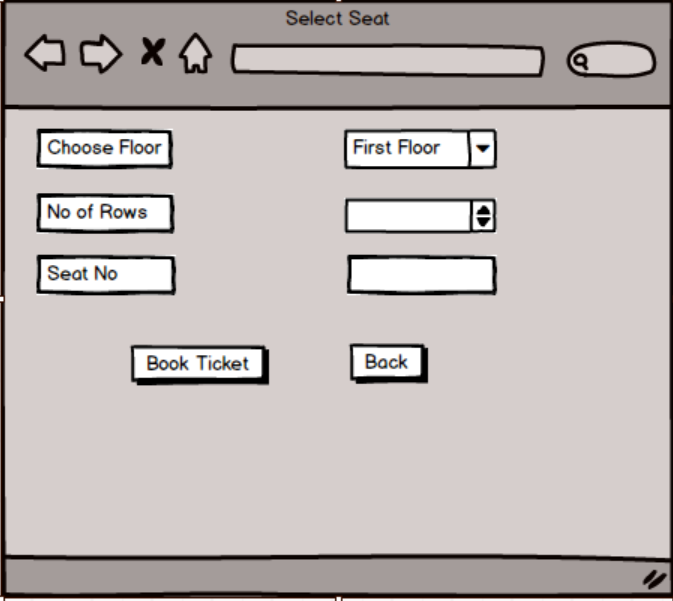 Select Seat
Choose Floor
First Floor
No of Rows
Seat No
Book Ticket
Back